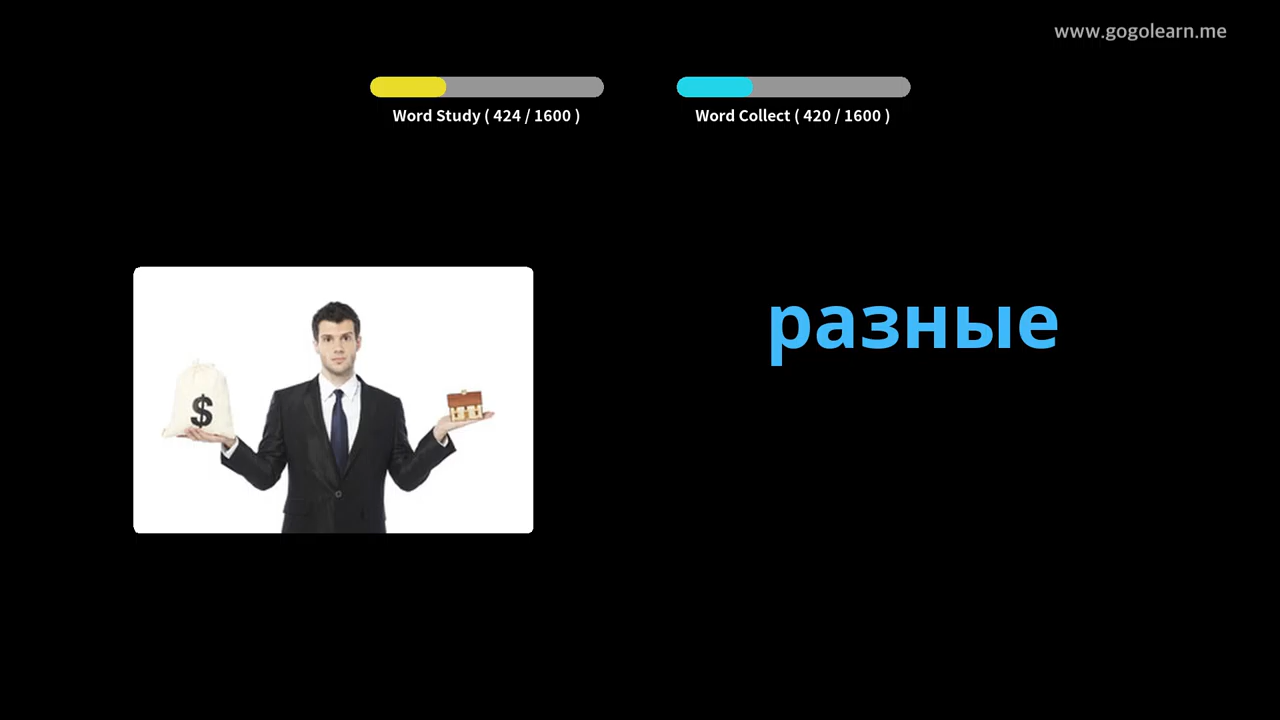 www.gogolearn.me
Word Study ( 424 / 1600 )
Word Collect ( 420 / 1600 )
$
разные